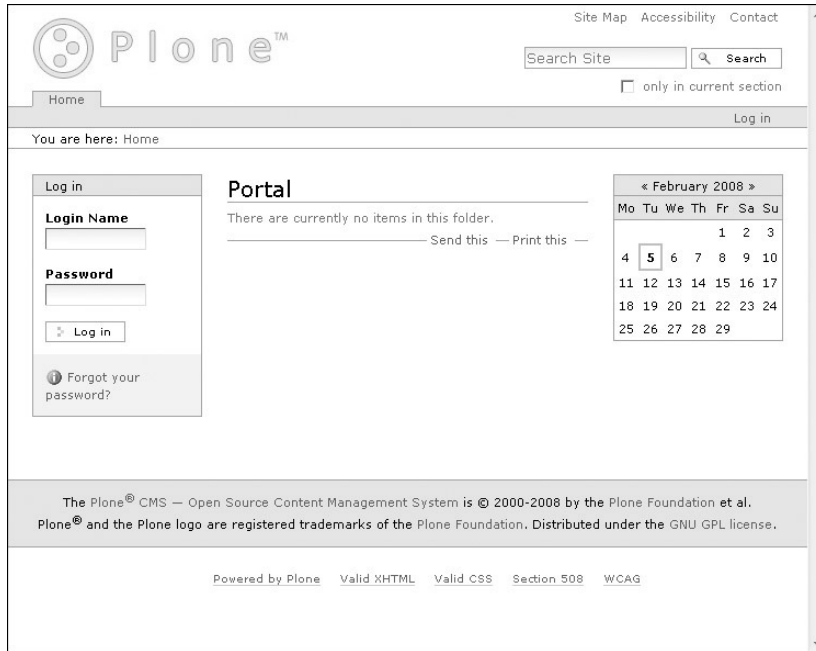 Site Map Accessibility Contact
Plone™
Search Site Search
only in current section
Home
Log in
You are here: Home
Log in
Login Name
Password
Log in
Forgot your
password?
Portal
There are currently no items in this folder.
Send this — Print this —
« February 2008 »
Mo Tu We Th Fr Sa Su
1 2 3
4 5 6 7 8 9 10
11 12 13 14 15 16 17
18 19 20 21 22 23 24
25 26 27 28 29
The Plone® CMS — Open Source Content Management System is © 2000-2008 by the Plone Foundation et al.
Plone® and the Plone logo are registered trademarks of the Plone Foundation. Distributed under the GNU GPL license.
Powered by Plone Valid XHTML Valid CSS Section 508 WCAG